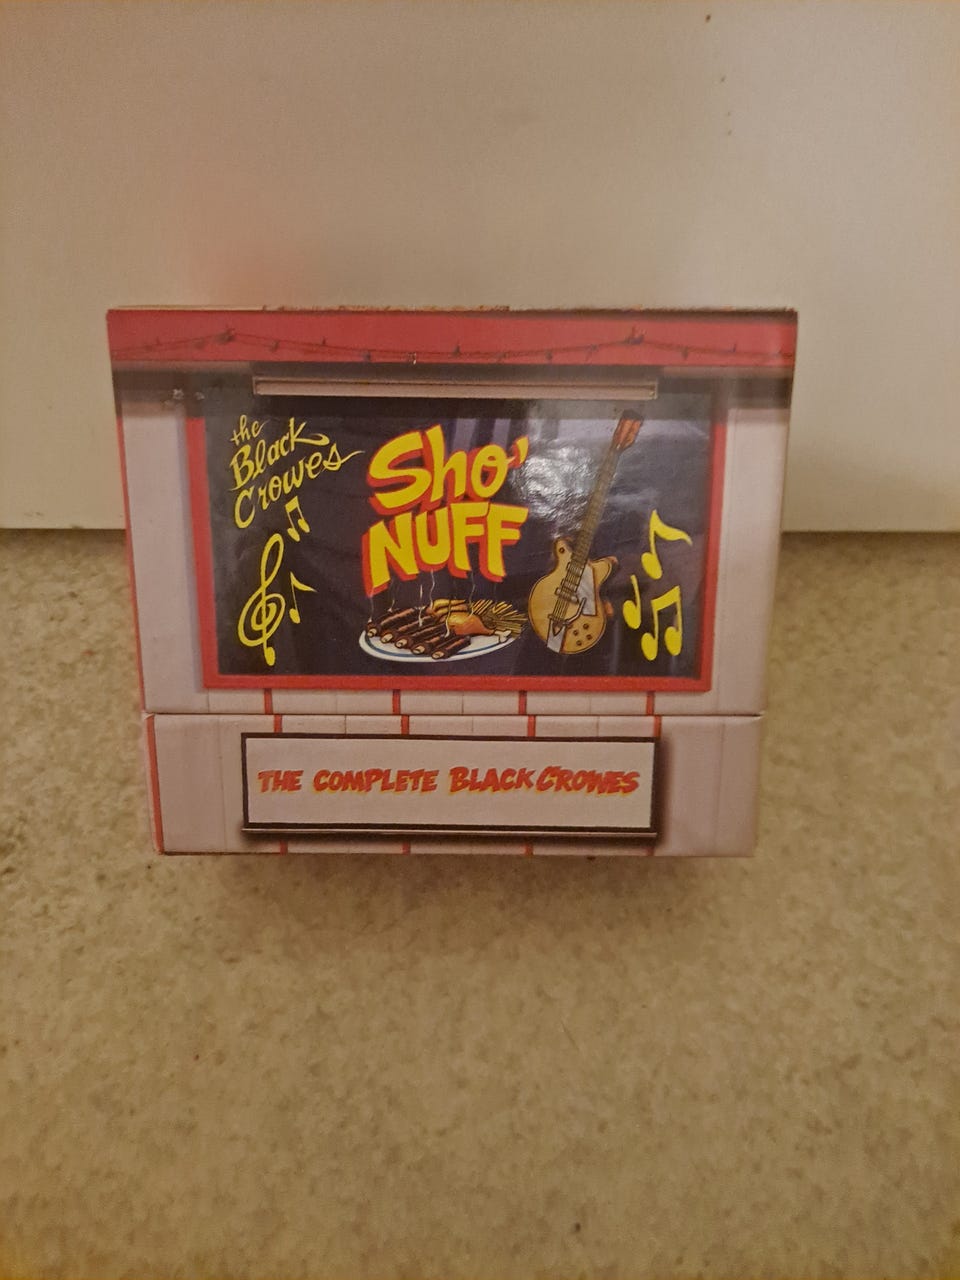 the
Black
Crowes
Sho'
NUFF
THE COMPLETE BLACK CROWES